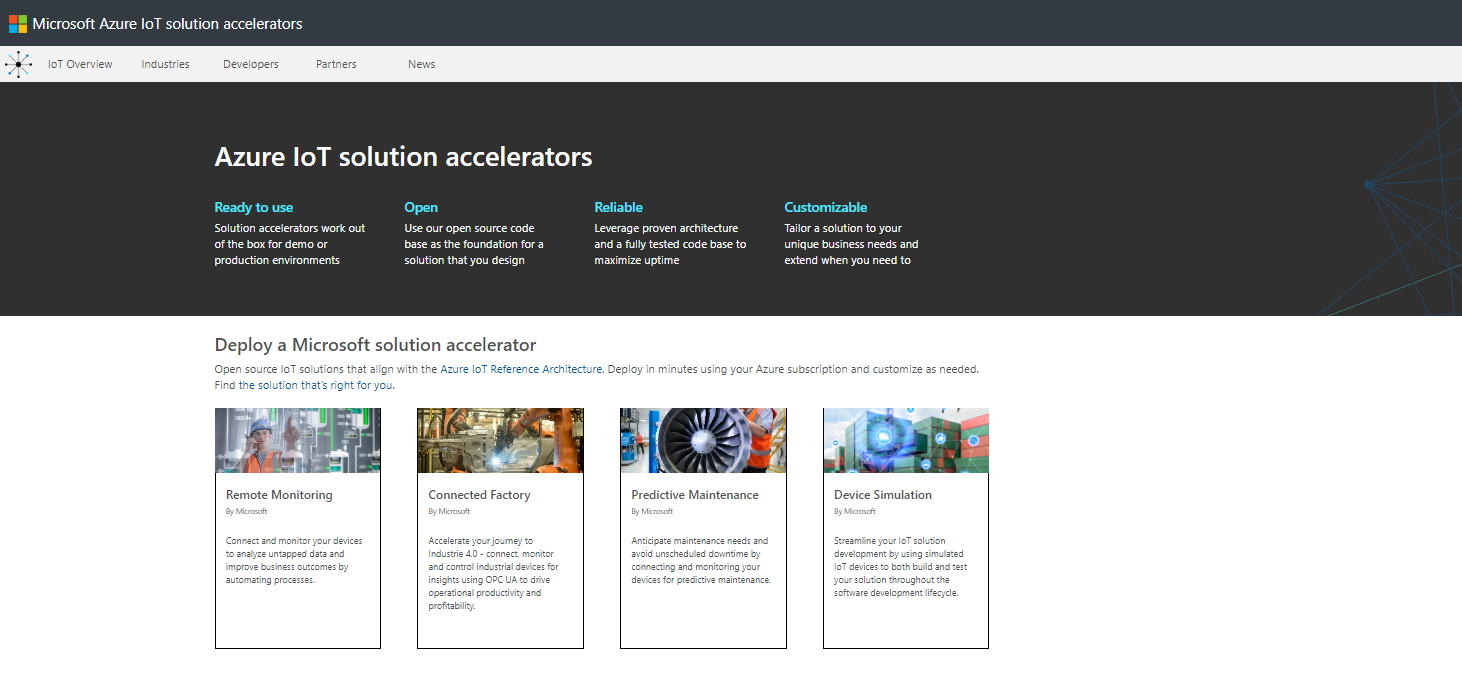 Microsoft Azure IoT solution accelerators
IoT Overview Industries Developers Partners News
Azure IoT solution accelerators
Ready to use
Solution accelerators work out
of the box for demo or
production environments
Open
Use our open source code
base as the foundation for a
solution that you design
Reliable
Leverage proven architecture
and a fully tested code base to
maximize uptime
Customizable
Tailor a solution to your
unique business needs and
extend when you need to
Deploy a Microsoft solution accelerator
Open source IoT solutions that align with the Azure IoT Reference Architecture. Deploy in minutes using your Azure subscription and customize as needed.
Find the solution that's right for you.
Remote Monitoring
By Microsoft
Connect and monitor your devices
to analyze untapped data and
improve business outcomes by
automating processes.
Connected Factory
By Microsoft
Accelerate your journey to
Industrie 4.0 - connect, monitor
and control industrial devices for
insights using OPC UA to drive
operational productivity and
profitability.
Predictive Maintenance
By Microsoft
Anticipate maintenance needs and
avoid unscheduled downtime by
connecting and monitoring your
devices for predictive maintenance.
Device Simulation
By Microsoft
Streamline your IoT solution
development by using simulated
IoT devices to both build and test
your solution throughout the
software development lifecycle.